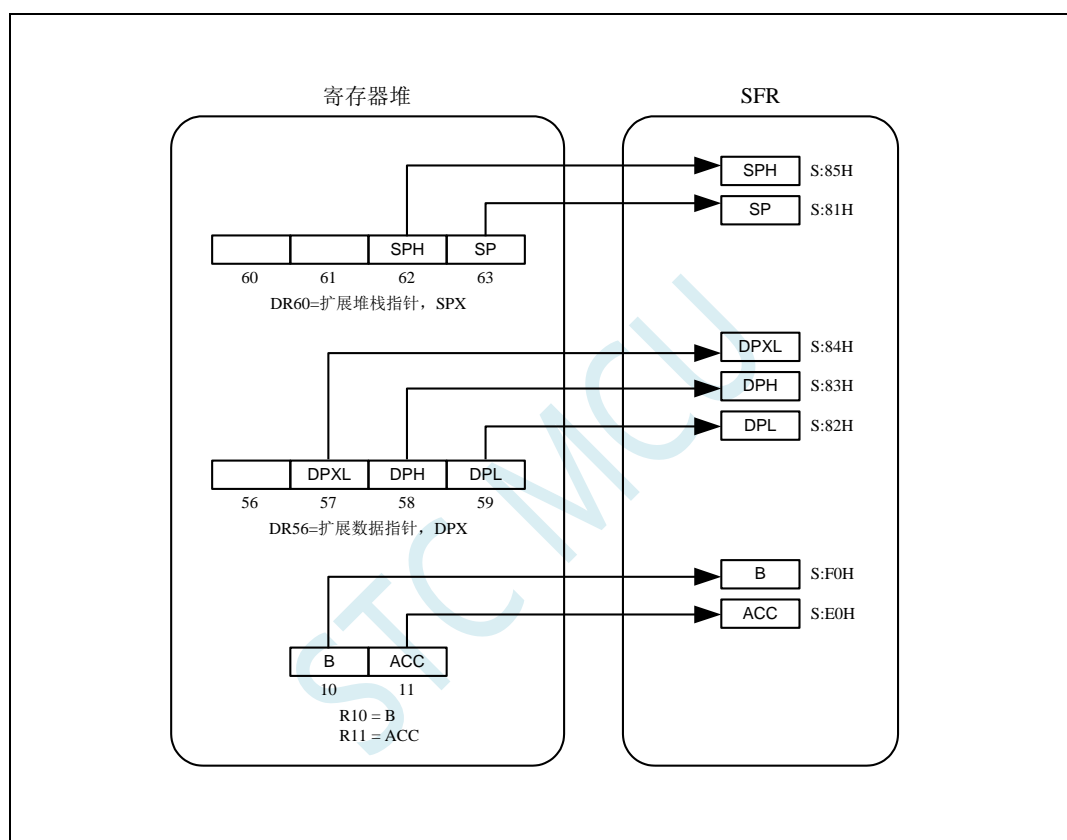 寄存器堆
SFR
SPH S:85H
SP S:81H
SPH SP
60 61 62 63
DR60=扩展堆栈指针，SPX
DPXL S:84H
DPH S:83H
DPL S:82H
DPXL DPH DPL
56 57 58 59
DR56=扩展数据指针，DPX
B S:F0H
ACC S:E0H
B ACC
10 11
R10 = B
R11 = ACC
STC MCU